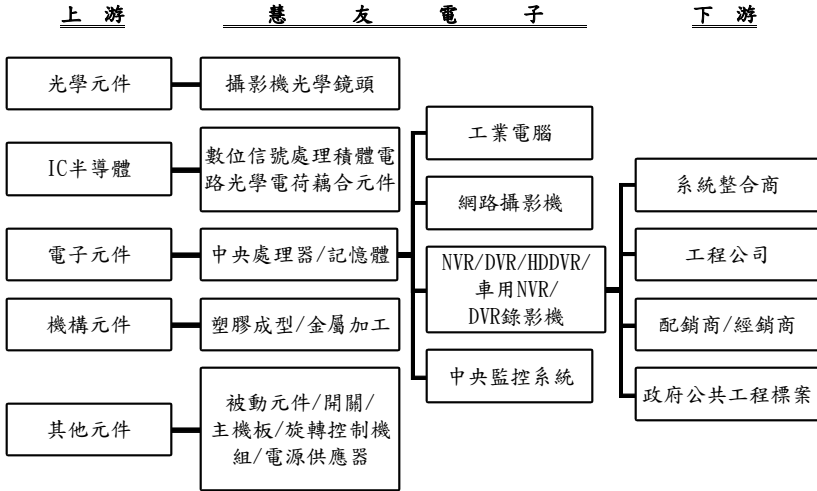 上 游
慧 友 電 子
下 游
光學元件
攝影機光學鏡頭
IC半導體
數位信號處理積體電
路光學電荷藕合元件
電子元件
中央處理器/記憶體
機構元件
塑膠成型/金屬加工
其他元件
被動元件/開關/
主機板/旋轉控制機
組/電源供應器
工業電腦
網路攝影機
NVR/DVR/HDDVR/
車用NVR/
DVR錄影機
中央監控系統
系統整合商
工程公司
配銷商/經銷商
政府公共工程標案